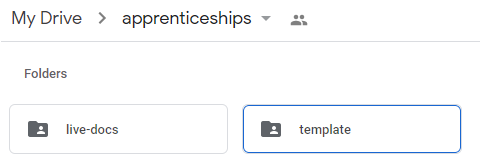 My Drive > apprenticeships
Folders
live-docs
template